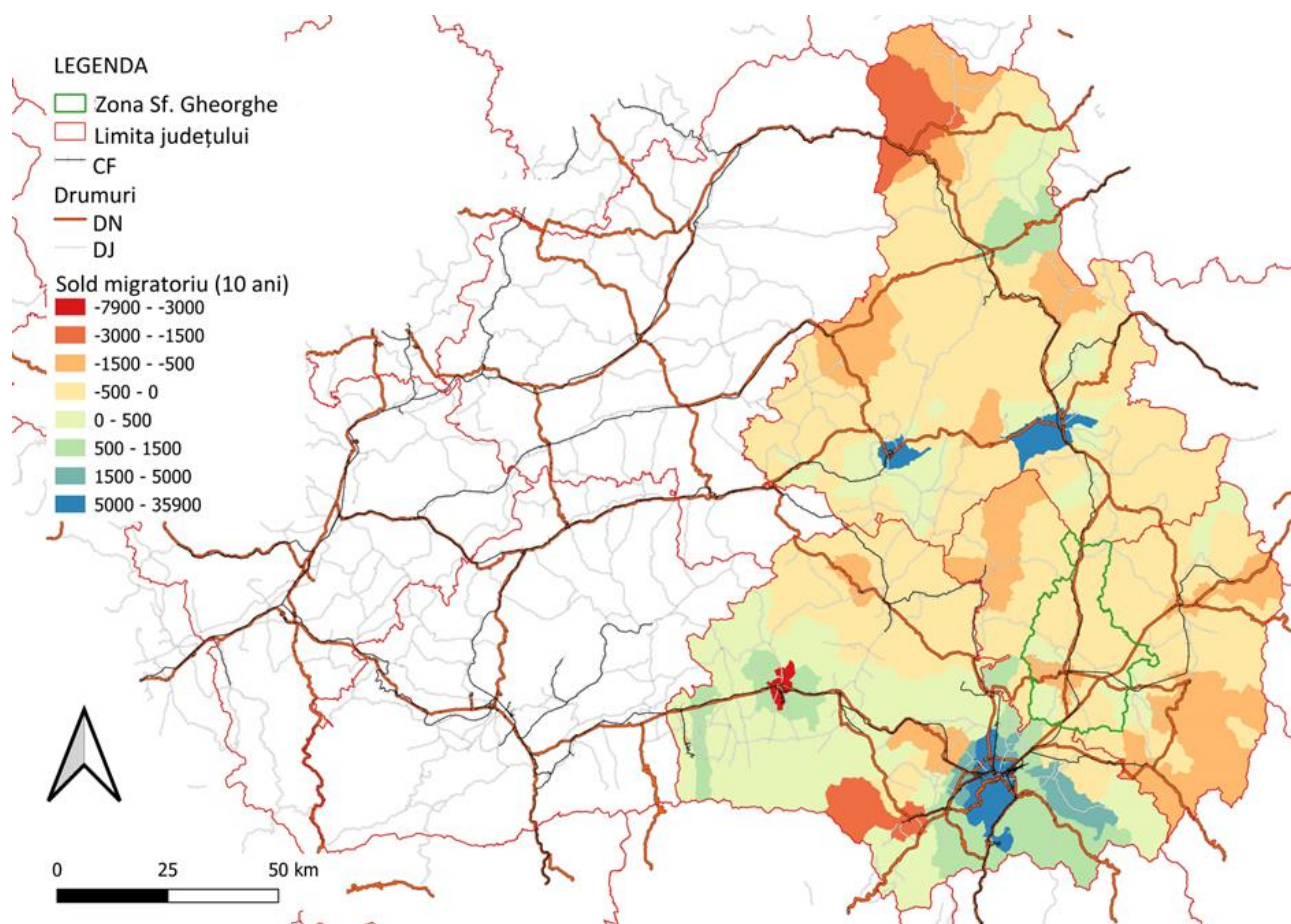 LEGENDA
Zona Sf. Gheorghe
Limita județului
CF
Drumuri
DN
DJ
Sold migratoriu (10 ani)
-7900 - -3000
-3000 - -1500
-1500 - -500
-500 - 0
0 - 500
500 - 1500
1500 - 5000
5000 - 35900
0 25 50 km